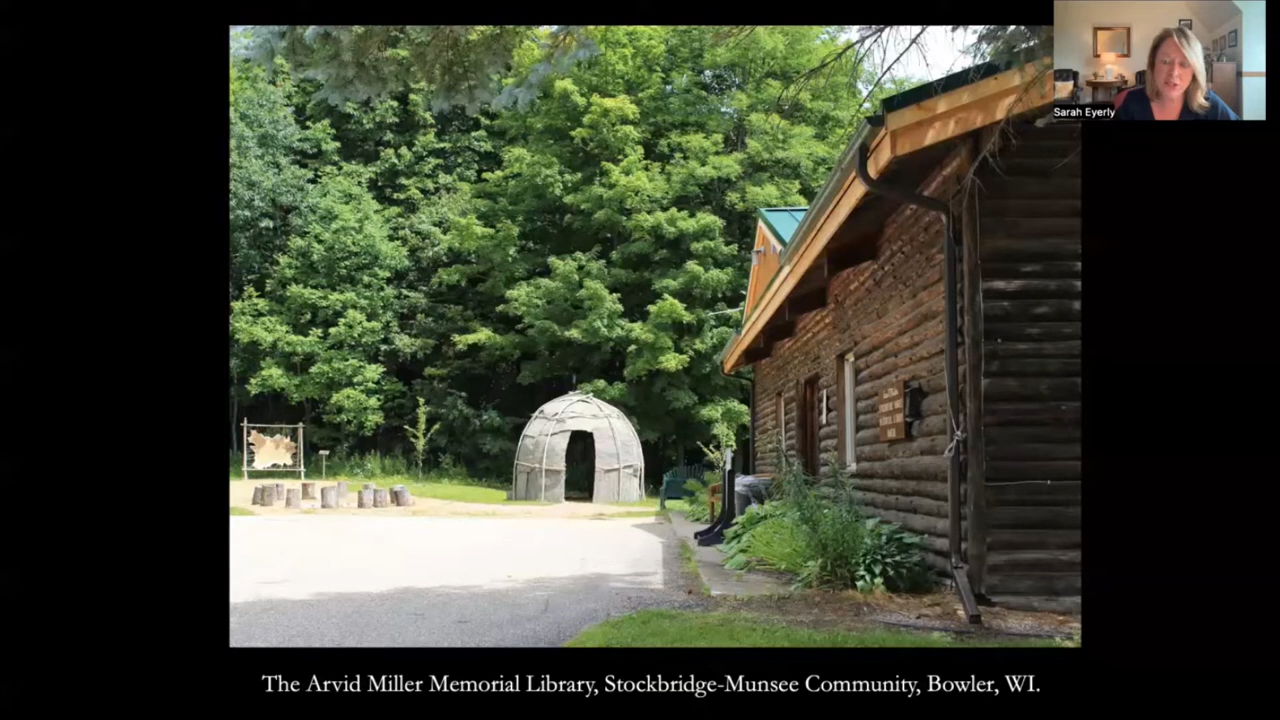 Sarah Eyerly
The Arvid Miller Memorial Library, Stockbridge-Munsee Community, Bowler, WI.